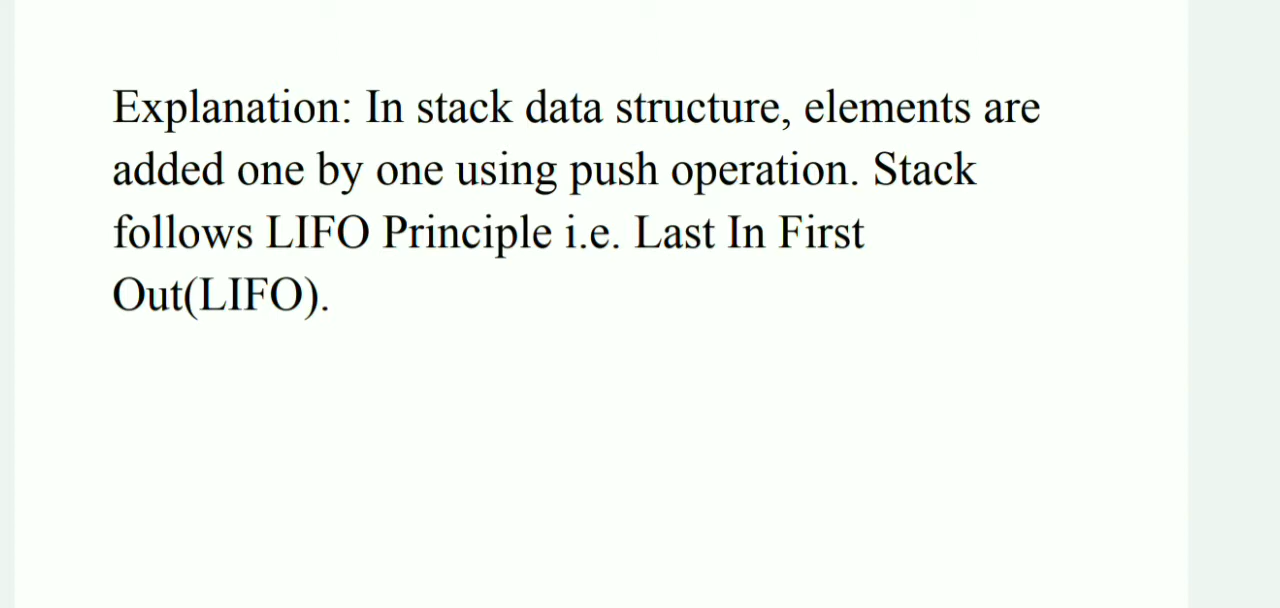 Explanation: In stack data structure, elements are
added one by one using push operation. Stack
follows LIFO Principle i.e. Last In First
Out(LIFO).